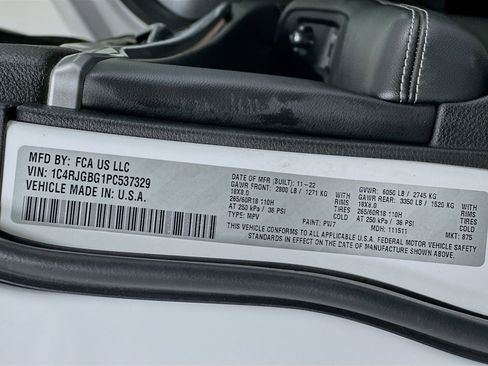 MFD BY: FCA US LLC
VIN: 1C4RJGBG1PC537329
VEHICLE MADE IN: U.S.A.
DATE OF MFR (BUILT): 11-22 GVWR: 6050 LB / 2745 KG
GAWR FRONT: 2800 LB / 1271 KG WITH GAWR REAR: 3350 LB / 1520 KG WITH
18X8.0 RIMS 18X8.0 RIMS
265/60R18 110H TIRES 265/60R18 110H TIRES
AT 250 kPa / 36 PSI COLD AT 250 kPa / 36 PSI COLD
TYPE: MPV PAINT: PW7 MDH: 111511 MKT: 875
THIS VEHICLE CONFORMS TO ALL APPLICABLE U.S.A. FEDERAL MOTOR VEHICLE SAFETY
STANDARDS IN EFFECT ON THE DATE OF MANUFACTURE SHOWN ABOVE